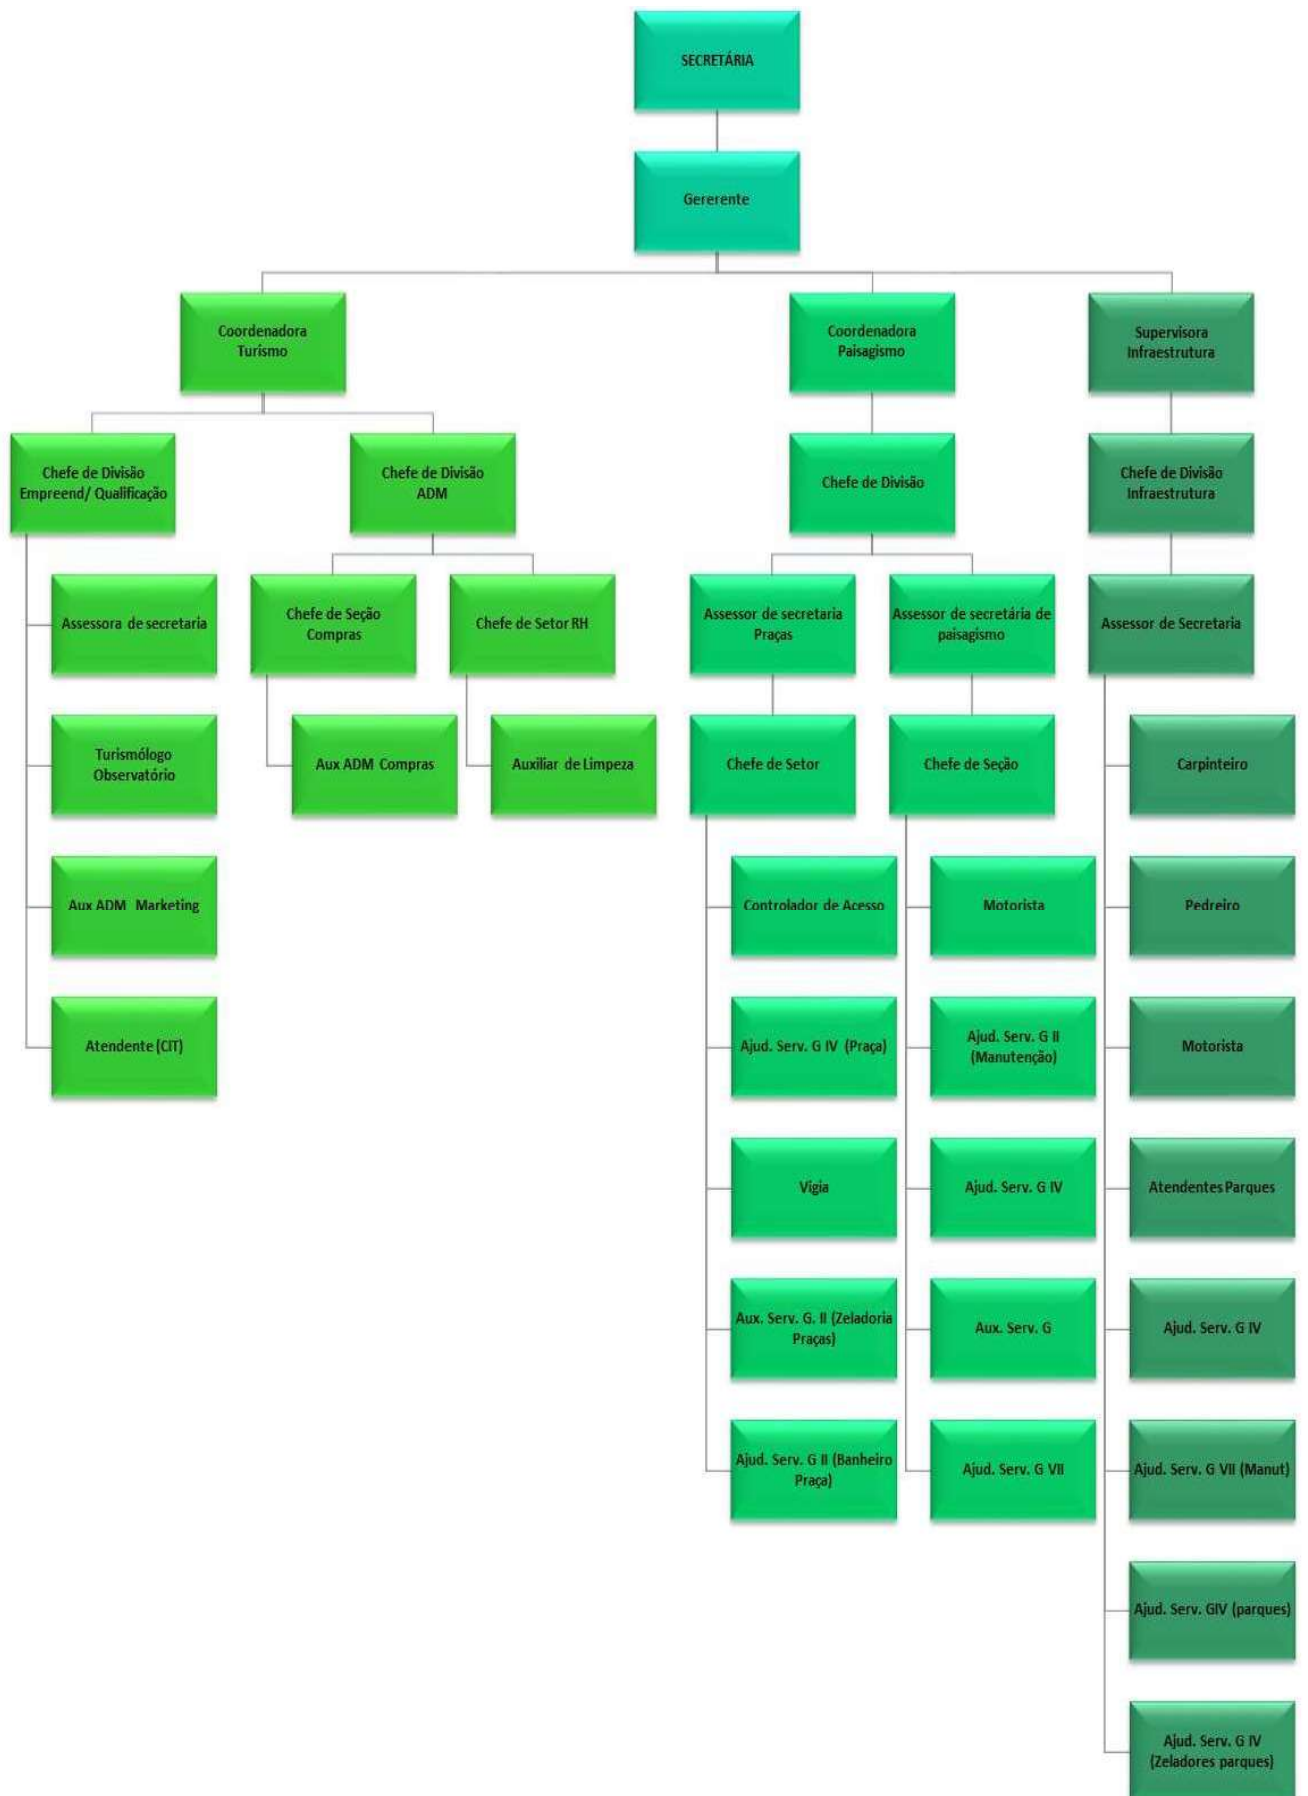 SECRETÁRIA
Gererente
Coordenadora
Turismo
Coordenadora
Paisagismo
Supervisora
Infraestrutura
Chefe de Divisão
Empreend/ Qualificação
Chefe de Divisão
ADM
Chefe de Divisão
Chefe de Divisão
Infraestrutura
Assessora de secretaria
Chefe de Seção
Compras
Chefe de Setor RH
Assessor de secretaria
Praças
Assessor de secretária de
paisagismo
Assessor de Secretaria
Turismólogo
Observatório
Aux ADM Compras
Auxiliar de Limpeza
Chefe de Setor
Chefe de Seção
Carpinteiro
Aux ADM Marketing
Controlador de Acesso
Motorista
Pedreiro
Atendente (CIT)
Ajud. Serv. G IV (Praça)
Ajud. Serv. G II
(Manutenção)
Motorista
Vigia
Ajud. Serv. G IV
Atendentes Parques
Aux. Serv. G. II (Zeladoria
Praças)
Aux. Serv. G
Ajud. Serv. G IV
Ajud. Serv. G II (Banheiro
Praça)
Ajud. Serv. G VII
Ajud. Serv. G VII (Manut)
Ajud. Serv. GIV (parques)
Ajud. Serv. G IV
(Zeladores parques)